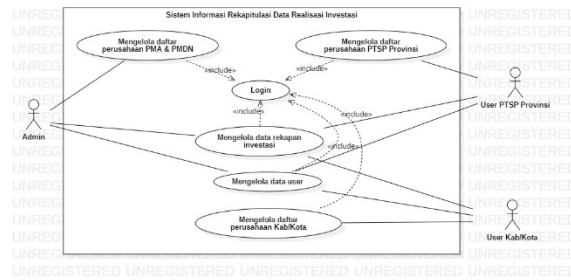 Sistem Informasi Rekapitulasi Data Realisasi Investasi
Mengelola daftar
perusahaan PMA & PMDN
Mengelola daftar
perusahaan PTSP Provinsi
«include»
«include»
Login
«include»
Admin
User PTSP Provinsi
Mengelola data rekapan
investasi
«include»
Mengelola data user
Mengelola daftar
perusahaan Kab/Kota
User Kab/Kota
UNREGISTERED UNREGISTERED UNREGISTERED UNREGISTERED